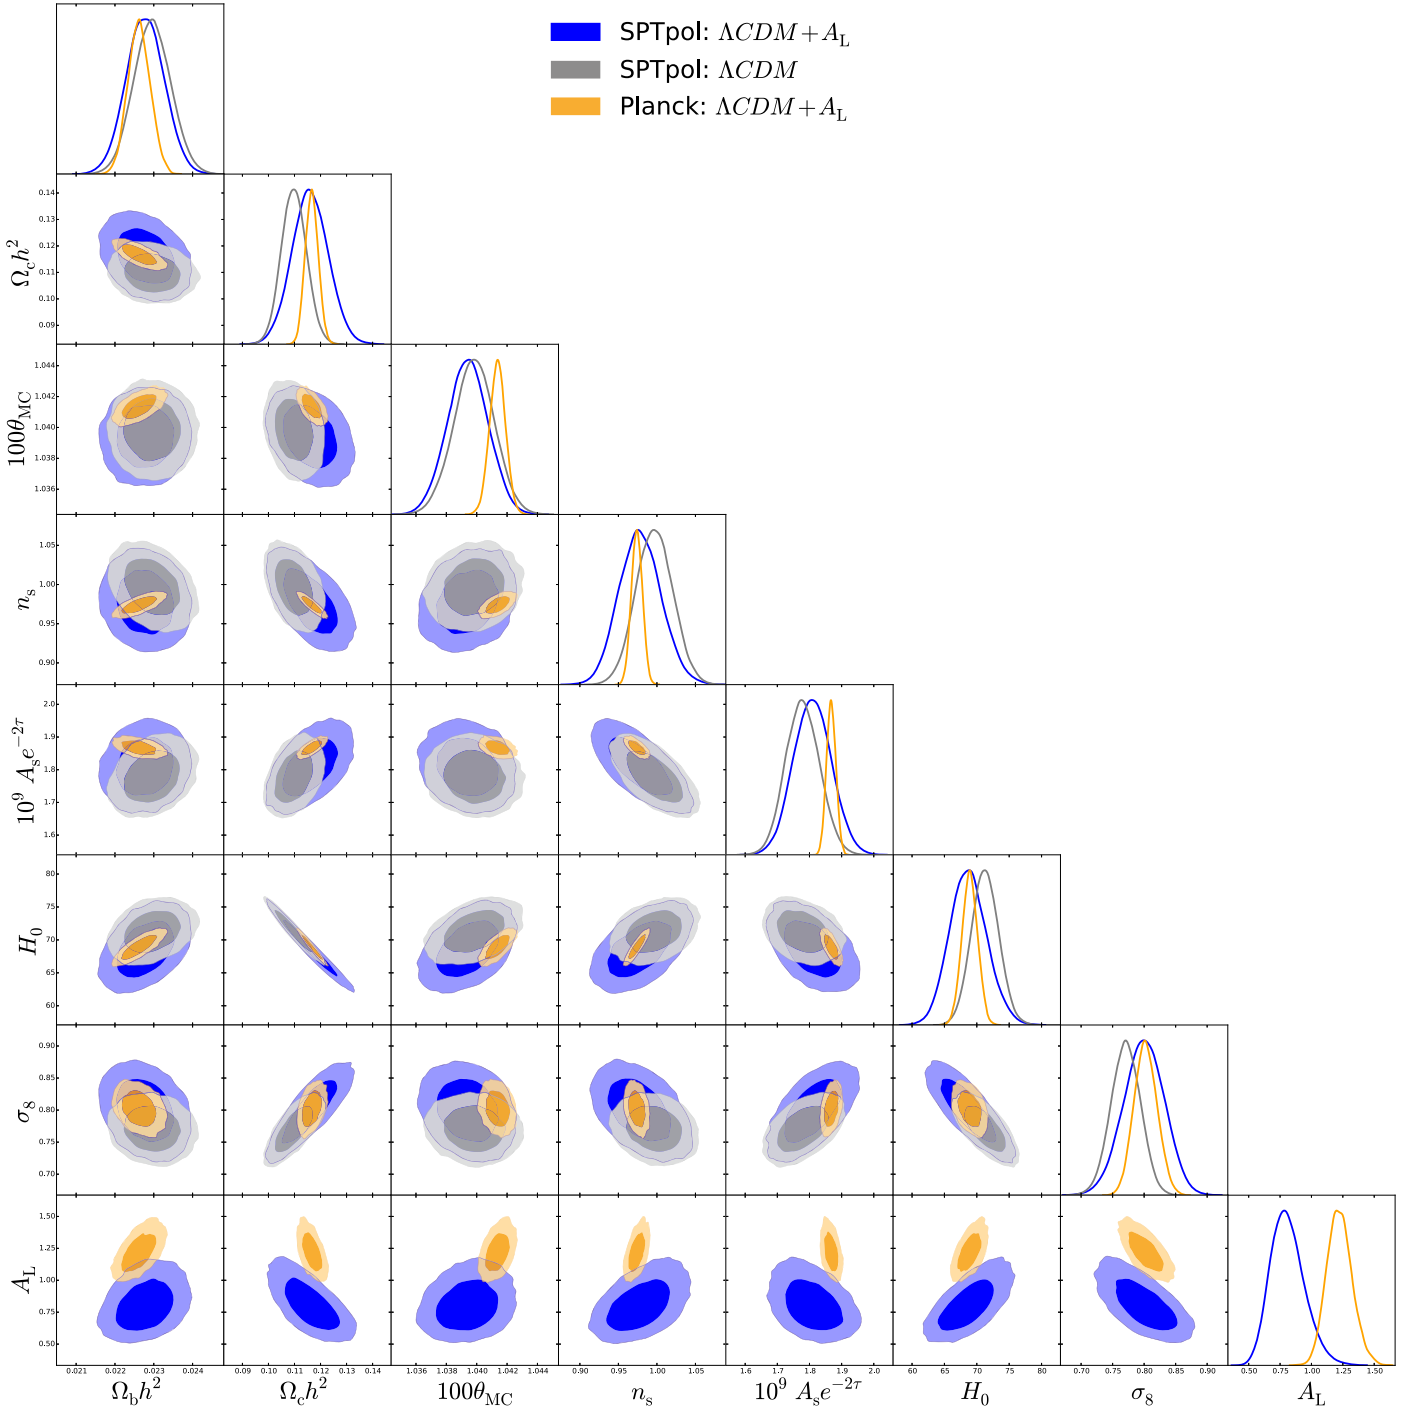 SPTpol: ΛCDM+A_L
SPTpol: ΛCDM
Planck: ΛCDM+A_L
0.14
0.13
0.12
0.11
0.10
0.09
Ω_c h^2
1.044
1.042
1.040
1.038
1.036
100θ_MC
1.05
1.00
0.95
0.90
n_s
2.0
1.9
1.8
1.7
1.6
10^9 A_s e^{-2τ}
80
75
70
65
60
H_0
0.90
0.85
0.80
0.75
0.70
σ_8
1.50
1.25
1.00
0.75
0.50
A_L
0.021 0.022 0.023 0.024 0.09 0.10 0.11 0.12 0.13 0.14 1.036 1.038 1.040 1.042 1.044 0.90 0.95 1.00 1.05 1.6 1.7 1.8 1.9 2.0 60 65 70 75 80 0.70 0.75 0.80 0.85 0.90 0.50 0.75 1.00 1.25 1.50
Ω_b h^2 Ω_c h^2 100θ_MC n_s 10^9 A_s e^{-2τ} H_0 σ_8 A_L